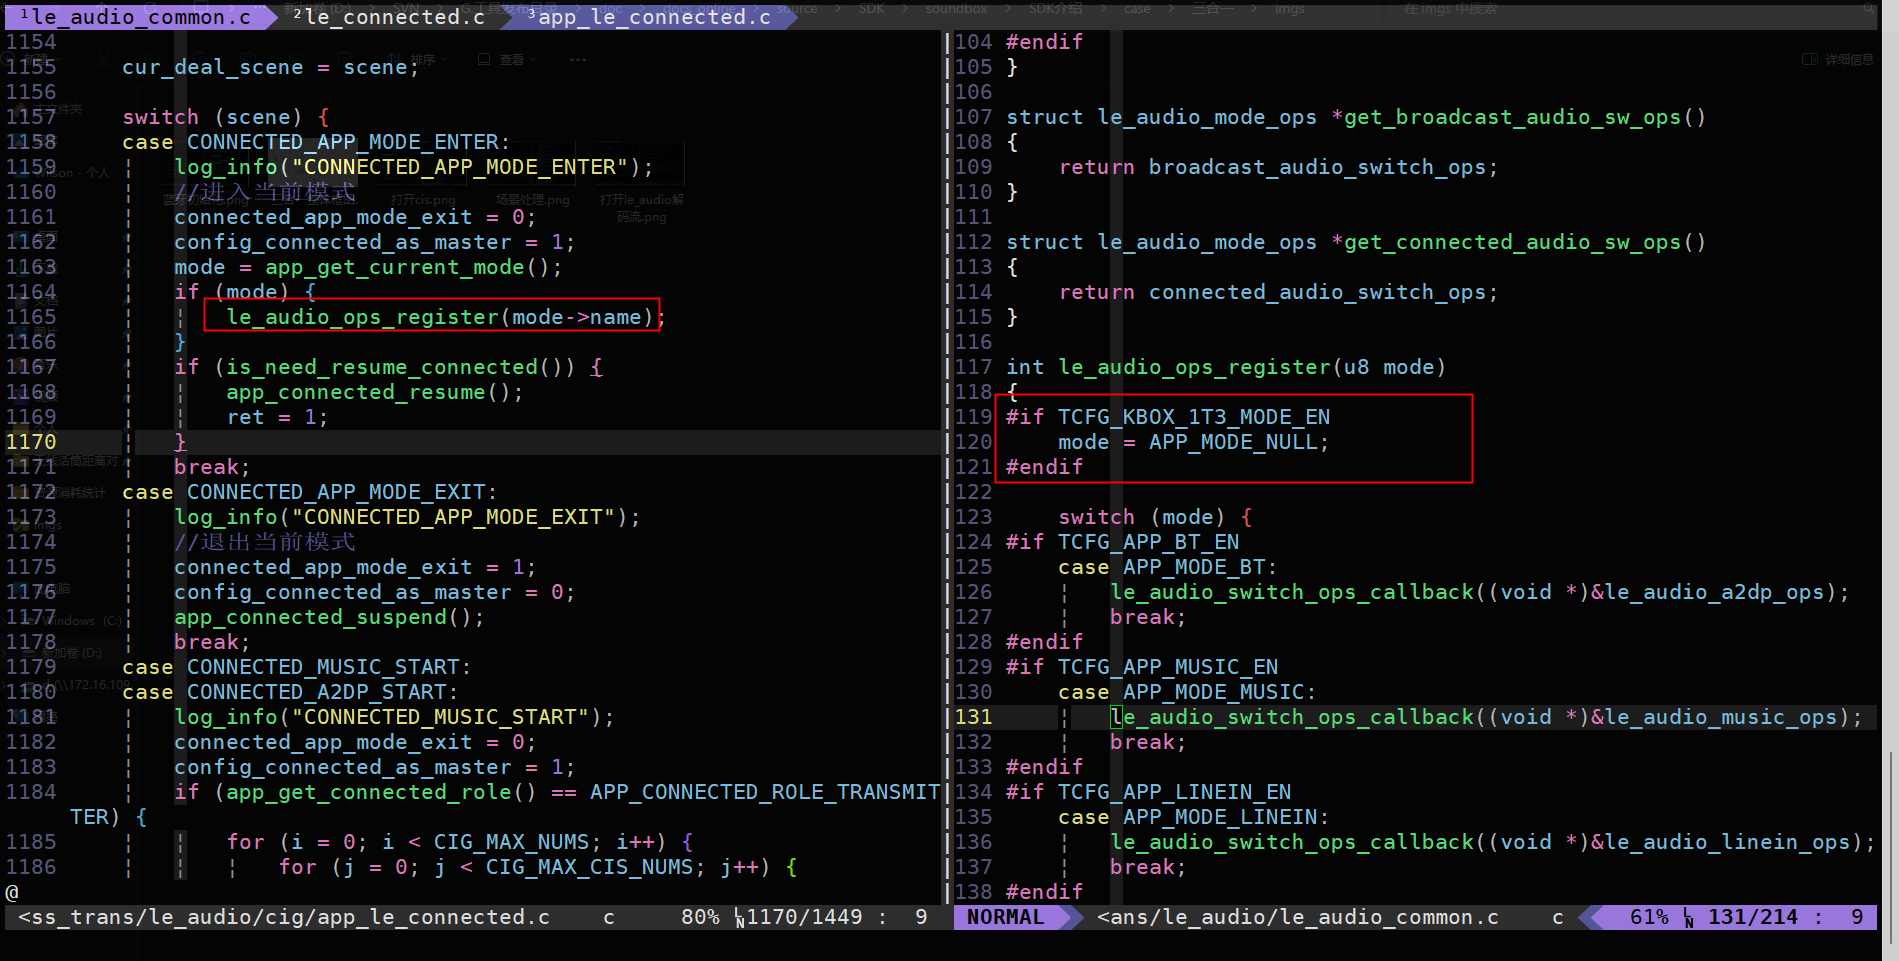 1le_audio_common.c 2le_connected.c 3app_le_connected.c
1154
1155 cur_deal_scene = scene;
1156
1157 switch (scene) {
1158 case CONNECTED_APP_MODE_ENTER:
1159 log_info("CONNECTED_APP_MODE_ENTER");
1160 //进入当前模式
1161 connected_app_mode_exit = 0;
1162 config_connected_as_master = 1;
1163 mode = app_get_current_mode();
1164 if (mode) {
1165 le_audio_ops_register(mode->name);
1166 }
1167 if (is_need_resume_connected()) {
1168 app_connected_resume();
1169 ret = 1;
1170 }
1171 break;
1172 case CONNECTED_APP_MODE_EXIT:
1173 log_info("CONNECTED_APP_MODE_EXIT");
1174 //退出当前模式
1175 connected_app_mode_exit = 1;
1176 config_connected_as_master = 0;
1177 app_connected_suspend();
1178 break;
1179 case CONNECTED_MUSIC_START:
1180 case CONNECTED_A2DP_START:
1181 log_info("CONNECTED_MUSIC_START");
1182 connected_app_mode_exit = 0;
1183 config_connected_as_master = 1;
1184 if (app_get_connected_role() == APP_CONNECTED_ROLE_TRANSMIT
TER) {
1185 for (i = 0; i < CIG_MAX_NUMS; i++) {
1186 for (j = 0; j < CIG_MAX_CIS_NUMS; j++) {
@
<ss_trans/le_audio/cig/app_le_connected.c c 80% 1170/1449 : 9
104 #endif
105 }
106
107 struct le_audio_mode_ops *get_broadcast_audio_sw_ops()
108 {
109 return broadcast_audio_switch_ops;
110 }
111
112 struct le_audio_mode_ops *get_connected_audio_sw_ops()
113 {
114 return connected_audio_switch_ops;
115 }
116
117 int le_audio_ops_register(u8 mode)
118 {
119 #if TCFG_KBOX_1T3_MODE_EN
120 mode = APP_MODE_NULL;
121 #endif
122
123 switch (mode) {
124 #if TCFG_APP_BT_EN
125 case APP_MODE_BT:
126 le_audio_switch_ops_callback((void *)&le_audio_a2dp_ops);
127 break;
128 #endif
129 #if TCFG_APP_MUSIC_EN
130 case APP_MODE_MUSIC:
131 le_audio_switch_ops_callback((void *)&le_audio_music_ops);
132 break;
133 #endif
134 #if TCFG_APP_LINEIN_EN
135 case APP_MODE_LINEIN:
136 le_audio_switch_ops_callback((void *)&le_audio_linein_ops);
137 break;
138 #endif
NORMAL <ans/le_audio/le_audio_common.c c 61% 131/214 : 9